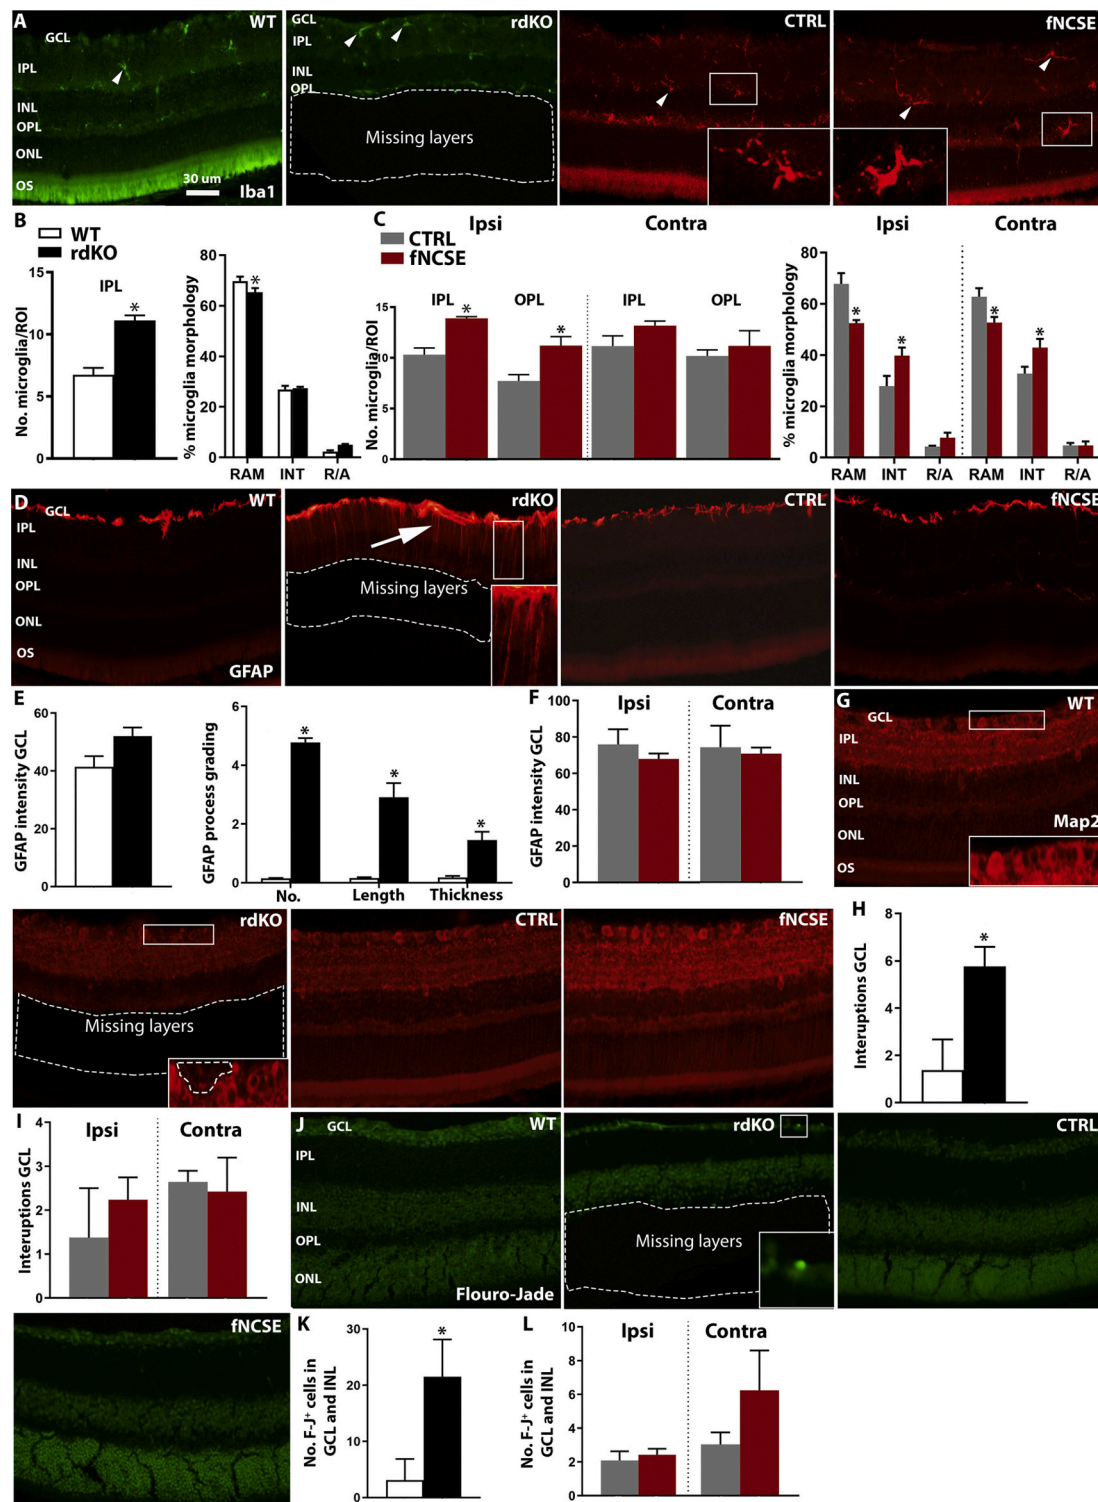 A
WT
GCL
IPL
INL
OPL
ONL
OS
30 um
Iba1
rdKO
GCL
IPL
INL
OPL
Missing layers
CTRL
fNCSE
B
WT
rdKO
IPL
No. microglia/ROI
15
10
5
0
% microglia morphology
80
60
40
20
0
*
*
RAM INT R/A
C
Ipsi Contra
CTRL
fNCSE
IPL OPL IPL OPL
* *
No. microglia/ROI
15
10
5
0
Ipsi Contra
% microglia morphology
80
60
40
20
0
* * * *
RAM INT R/A RAM INT R/A
D
WT
GCL
IPL
INL
OPL
ONL
OS
GFAP
rdKO
Missing layers
CTRL
fNCSE
E
GFAP intensity GCL
60
40
20
0
GFAP process grading
6
4
2
0
* * *
No. Length Thickness
F
Ipsi Contra
GFAP intensity GCL
100
80
60
40
20
0
G
WT
GCL
IPL
INL
OPL
ONL
OS
Map2
rdKO
Missing layers
CTRL
fNCSE
H
Interuptions GCL
8
6
4
2
0
*
I
Ipsi Contra
Interuptions GCL
4
3
2
1
0
J
WT
GCL
IPL
INL
OPL
ONL
Flouro-Jade
rdKO
Missing layers
CTRL
fNCSE
K
No. F-J+ cells in
GCL and INL
30
20
10
0
*
L
Ipsi Contra
No. F-J+ cells in
GCL and INL
10
8
6
4
2
0